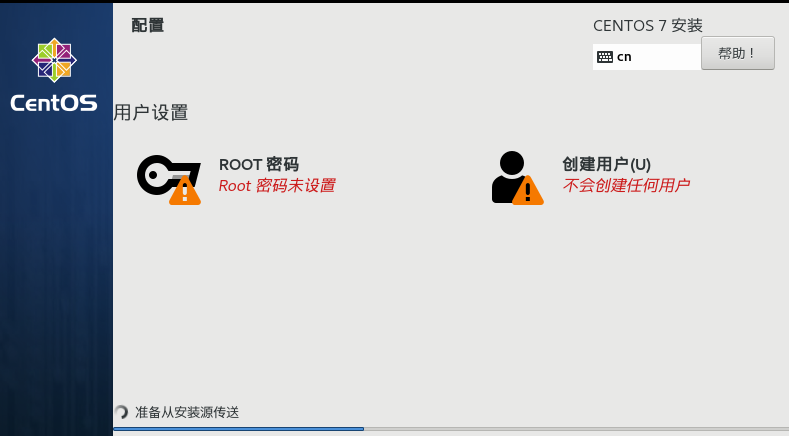 配置
CENTOS 7 安装
cn
帮助！
CentOS
用户设置
ROOT 密码
Root 密码未设置
创建用户(U)
不会创建任何用户
准备从安装源传送